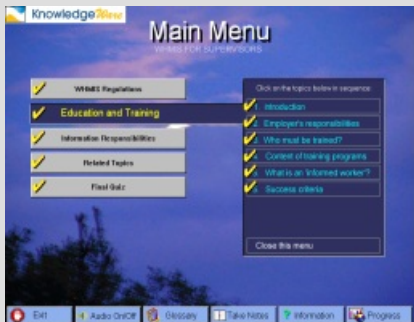 KnowledgeWare
Main Menu
WHMIS FOR SUPERVISORS
WHMIS Regulations
Education and Training
Information Responsibilities
Related Topics
Final Quiz
Click on the topics below in sequence
1. Introduction
2. Employer's responsibilities
3. Who must be trained?
4. Content of training programs
5. What is an 'informed worker'?
6. Success criteria
Close this menu
Exit
Audio On/Off
Glossary
Take Notes
Information
Progress